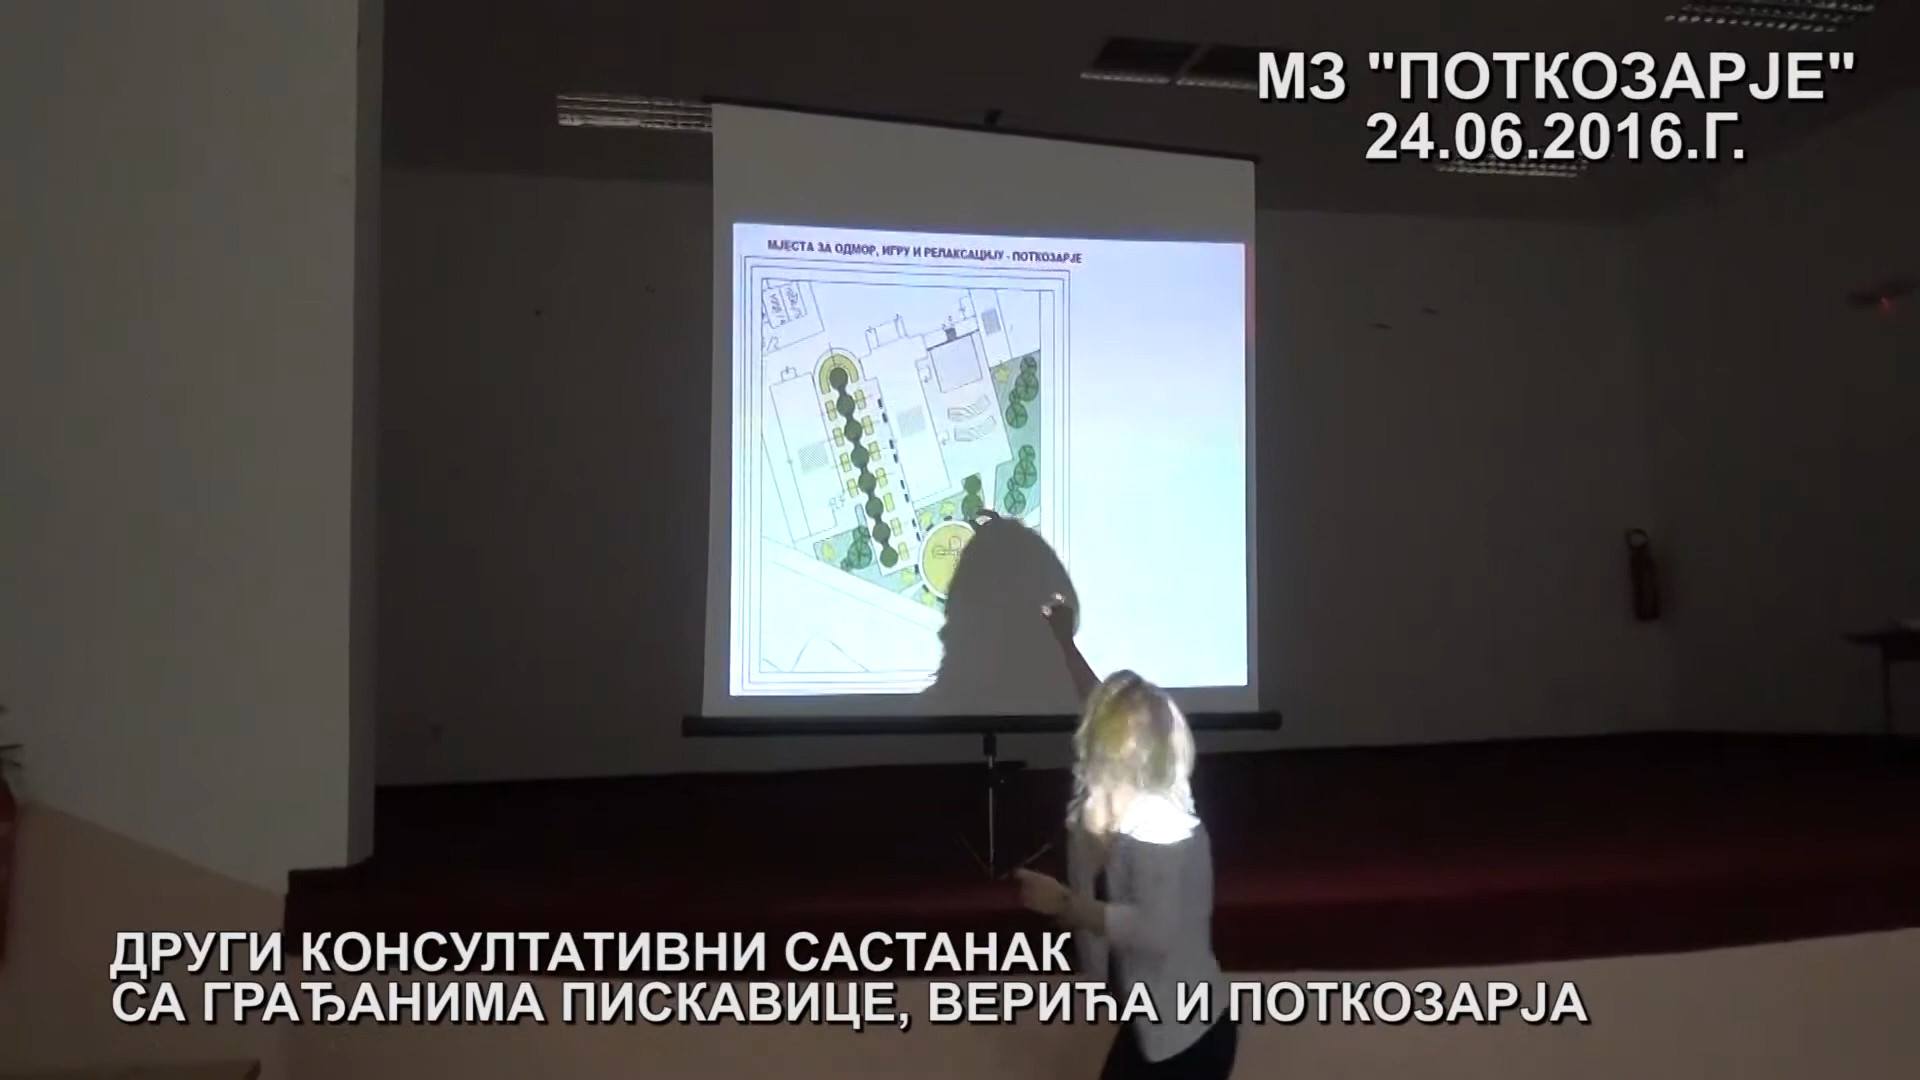 МЗ "ПОТКОЗАРЈЕ"
24.06.2016.Г.
МЈЕСТА ЗА ОДМОР, ИГРУ И РЕЛАКСАЦИЈУ - ПОТКОЗАРЈЕ
ДРУГИ КОНСУЛТАТИВНИ САСТАНАК
СА ГРАЂАНИМА ПИСКАВИЦЕ, ВЕРИЋА И ПОТКОЗАРЈА